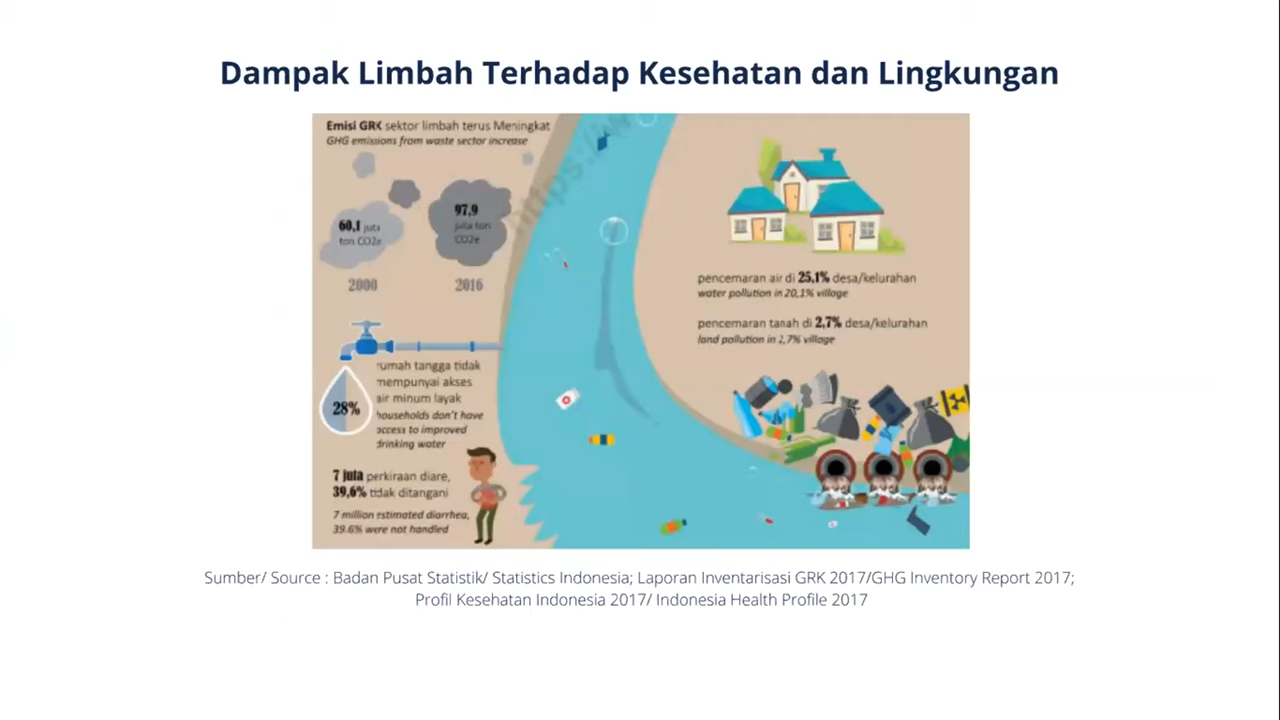 Dampak Limbah Terhadap Kesehatan dan Lingkungan
Emisi GRK sektor limbah terus Meningkat
GHG emissions from waste sector increase
60,1 juta
ton CO2e
2000
97,9
juta ton
CO2e
2016
28%
rumah tangga tidak
mempunyai akses
air minum layak
households don't have
access to improved
drinking water
7 juta perkiraan diare,
39,6% tidak ditangani
7 million estimated diarrhea,
39.6% were not handled
https:
pencemaran air di 25,1% desa/kelurahan
water pollution in 20,1% village
pencemaran tanah di 2,7% desa/kelurahan
land pollution in 2,7% village
Sumber/ Source : Badan Pusat Statistik/ Statistics Indonesia; Laporan Inventarisasi GRK 2017/GHG Inventory Report 2017;
Profil Kesehatan Indonesia 2017/ Indonesia Health Profile 2017